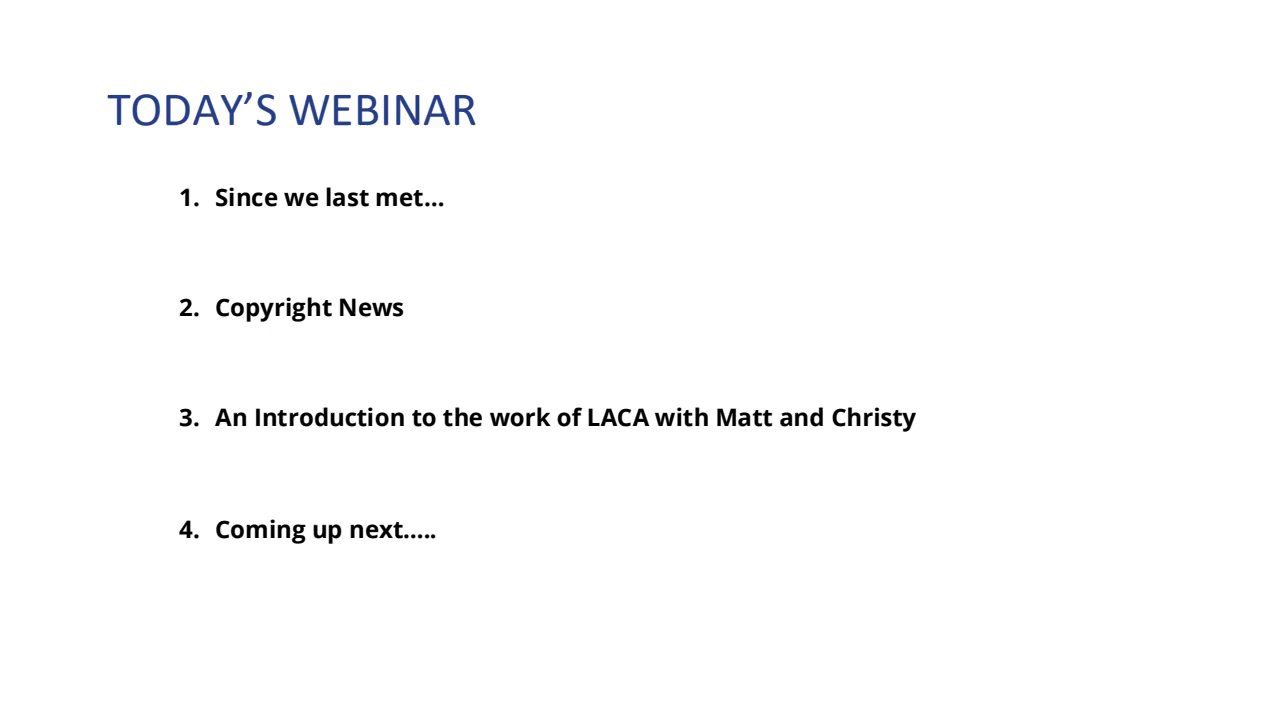 TODAY’S WEBINAR
1. Since we last met…
2. Copyright News
3. An Introduction to the work of LACA with Matt and Christy
4. Coming up next…..